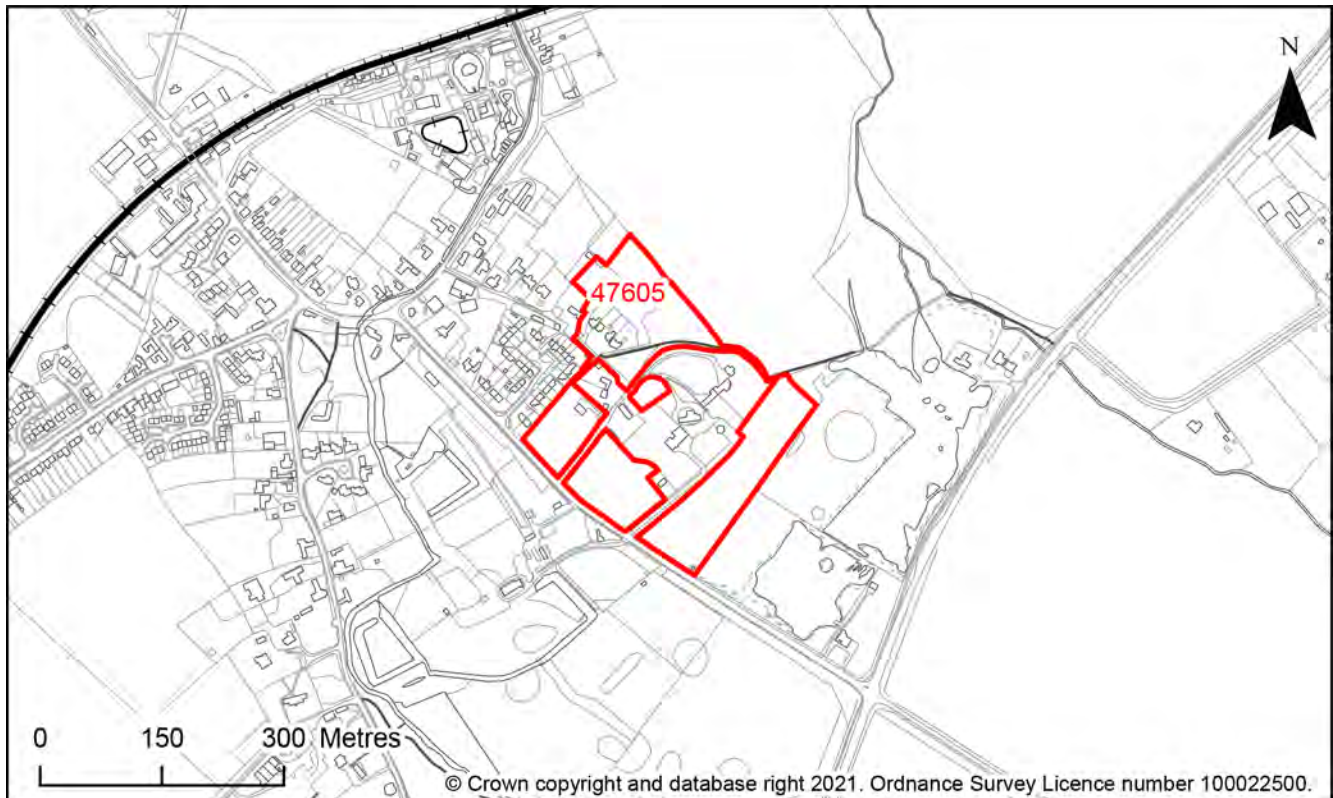 N
47605
0 150 300 Metres
© Crown copyright and database right 2021. Ordnance Survey Licence number 100022500.